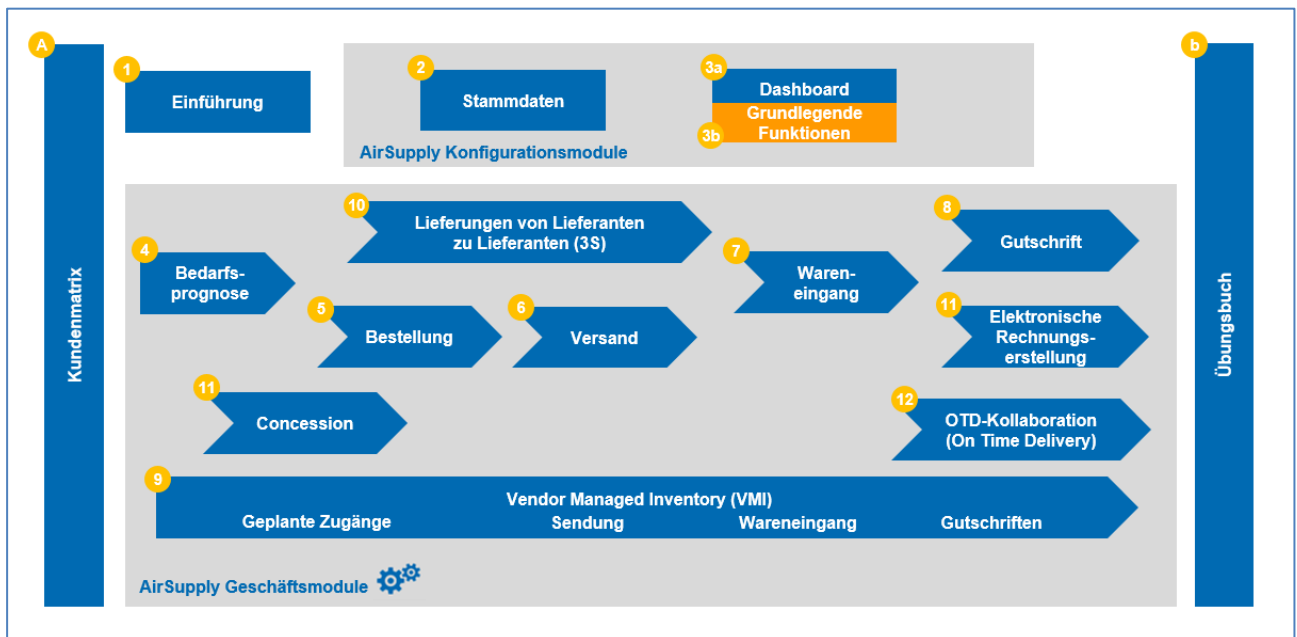 A
Kundenmatrix
1
Einführung
2
Stammdaten
3a
Dashboard
3b
Grundlegende
Funktionen
AirSupply Konfigurationsmodule
b
Übungsbuch
10
Lieferungen von Lieferanten
zu Lieferanten (3S)
8
Gutschrift
4
Bedarfs-
prognose
7
Waren-
eingang
5
Bestellung
6
Versand
11
Elektronische
Rechnungs-
erstellung
11
Concession
12
OTD-Kollaboration
(On Time Delivery)
9
Vendor Managed Inventory (VMI)
Geplante Zugänge Sendung Wareneingang Gutschriften
AirSupply Geschäftsmodule